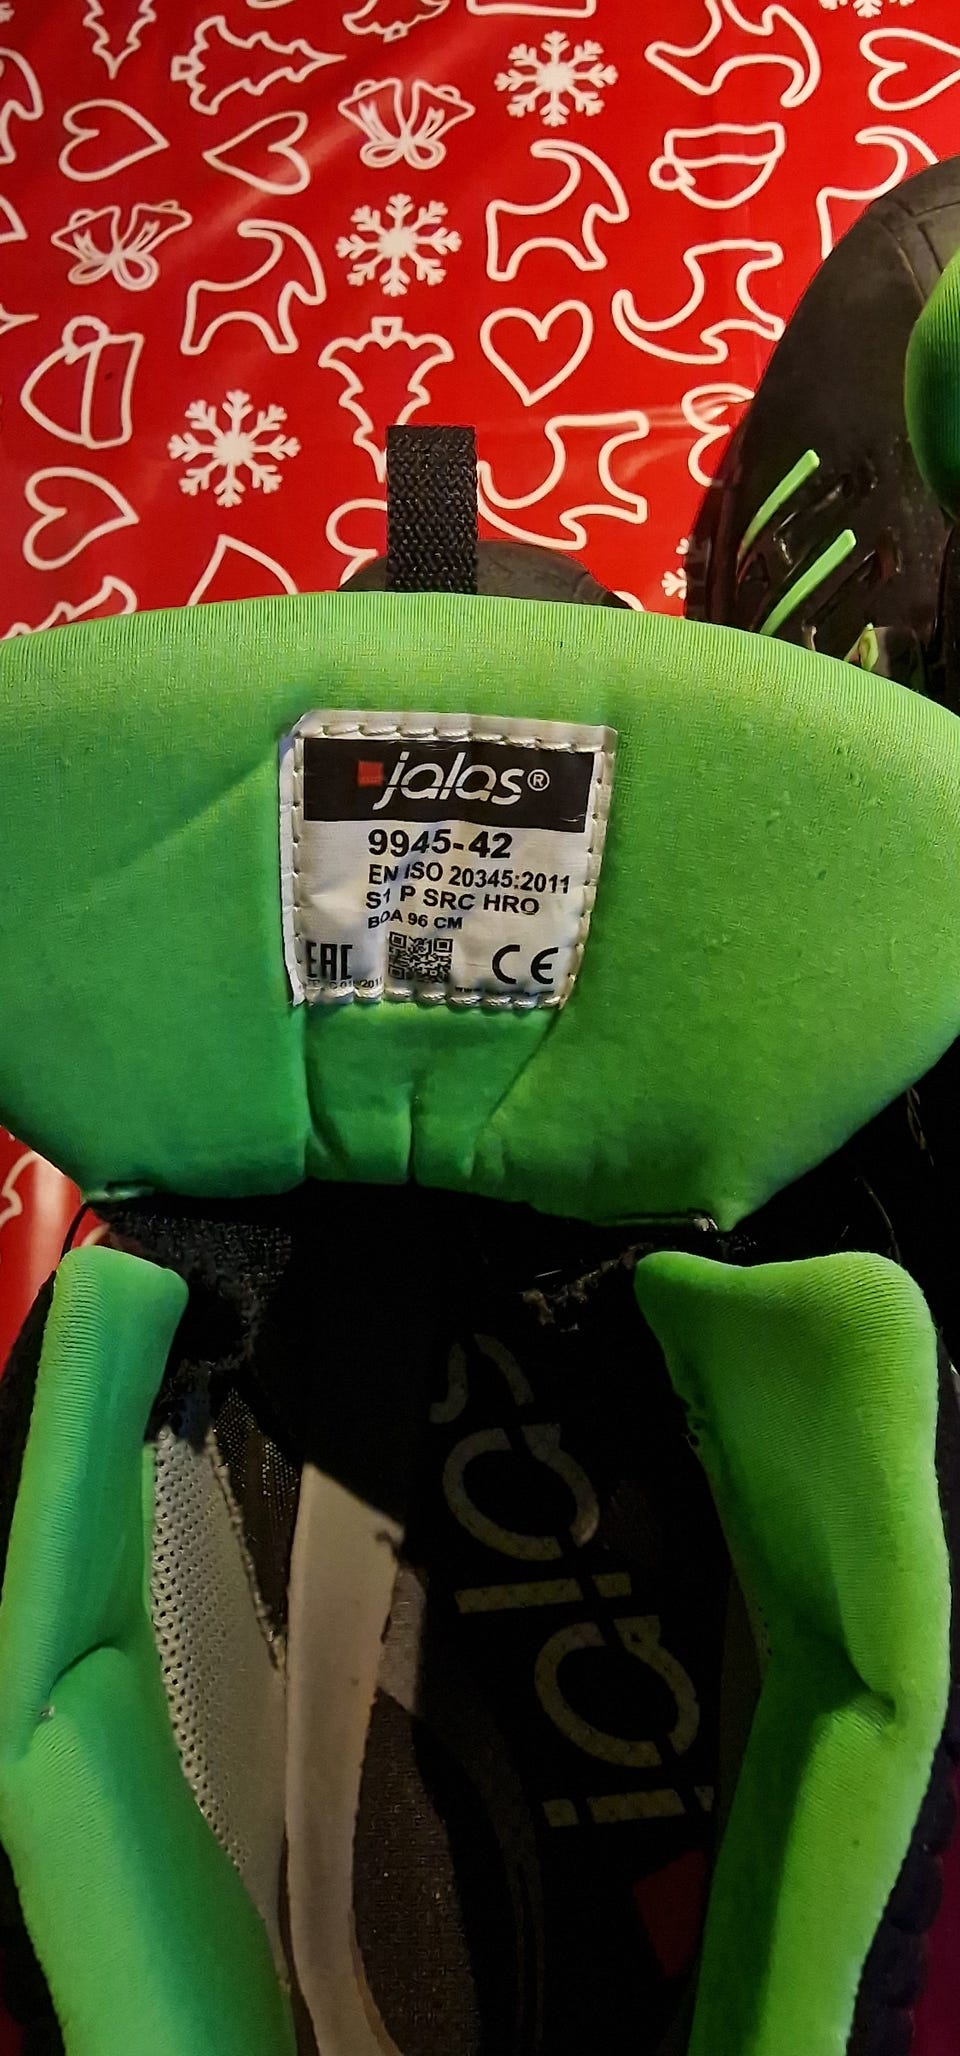 jalas®
9945-42
EN ISO 20345:2011
S1 P SRC HRO
BOA 96 CM
EAC
CE
jalas